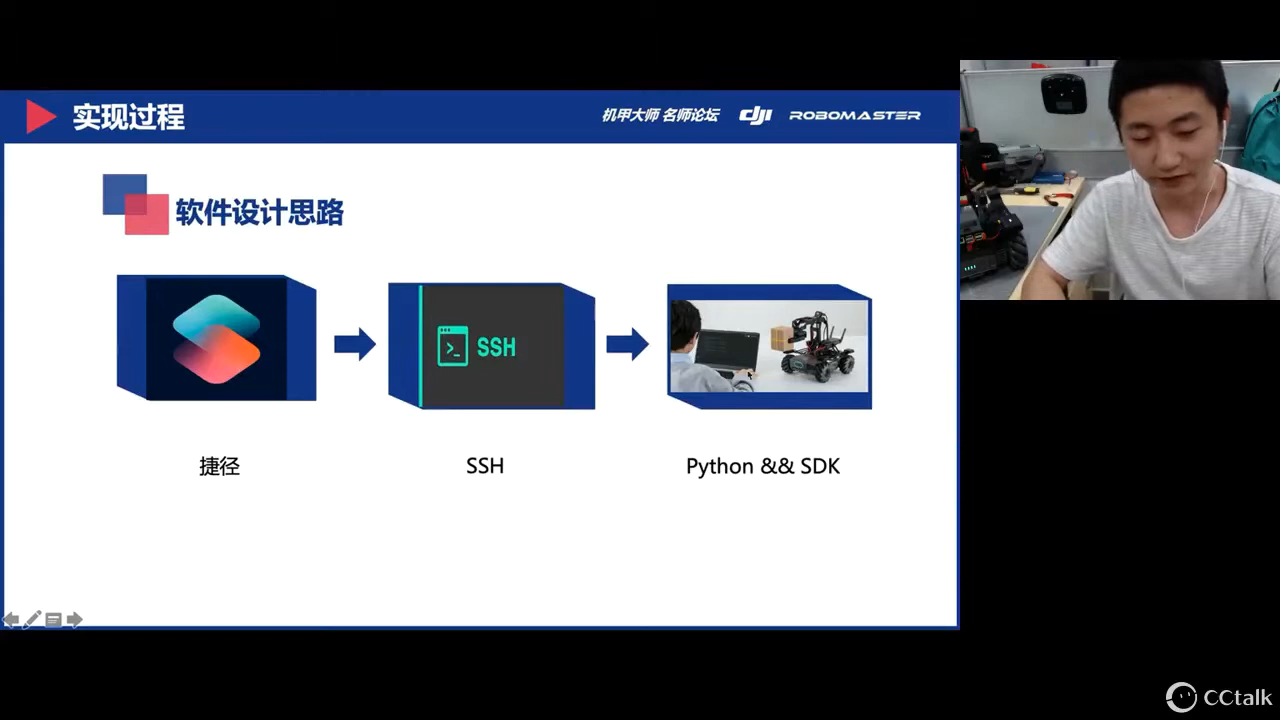 实现过程
机甲大师 名师论坛 dji ROBOMASTER
软件设计思路
>_ SSH
捷径
SSH
Python && SDK
CCtalk